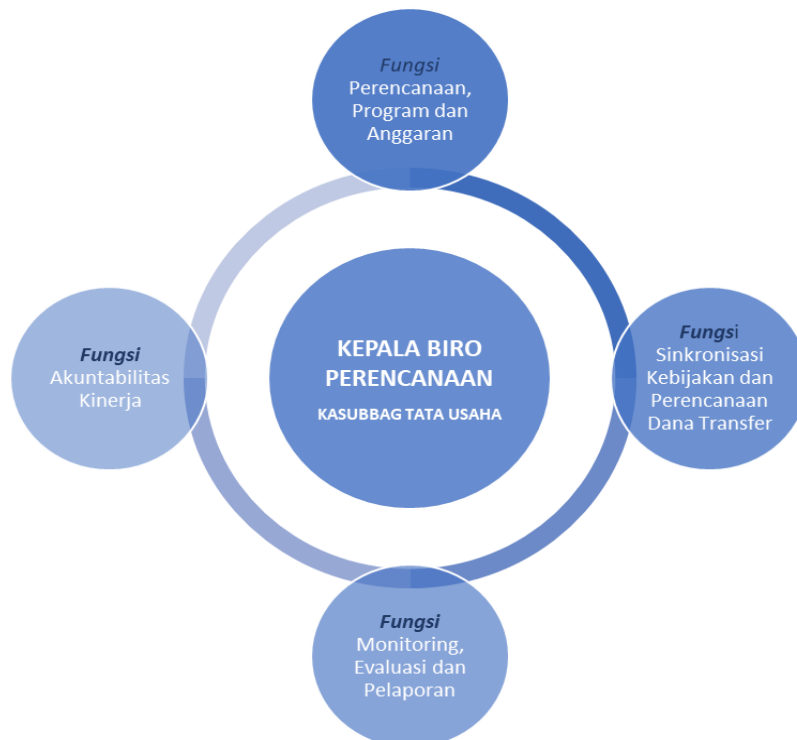 Fungsi
Perencanaan,
Program dan
Anggaran
KEPALA BIRO
PERENCANAAN
KASUBBAG TATA USAHA
Fungsi
Akuntabilitas
Kinerja
Fungsi
Sinkronisasi
Kebijakan dan
Perencanaan
Dana Transfer
Fungsi
Monitoring,
Evaluasi dan
Pelaporan